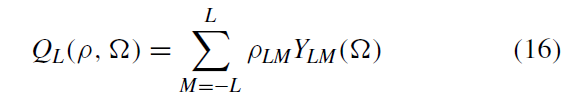 Q_L(ρ, Ω) = \sum_{M=-L}^{L} ρ_{LM} Y_{LM}(Ω) (16)